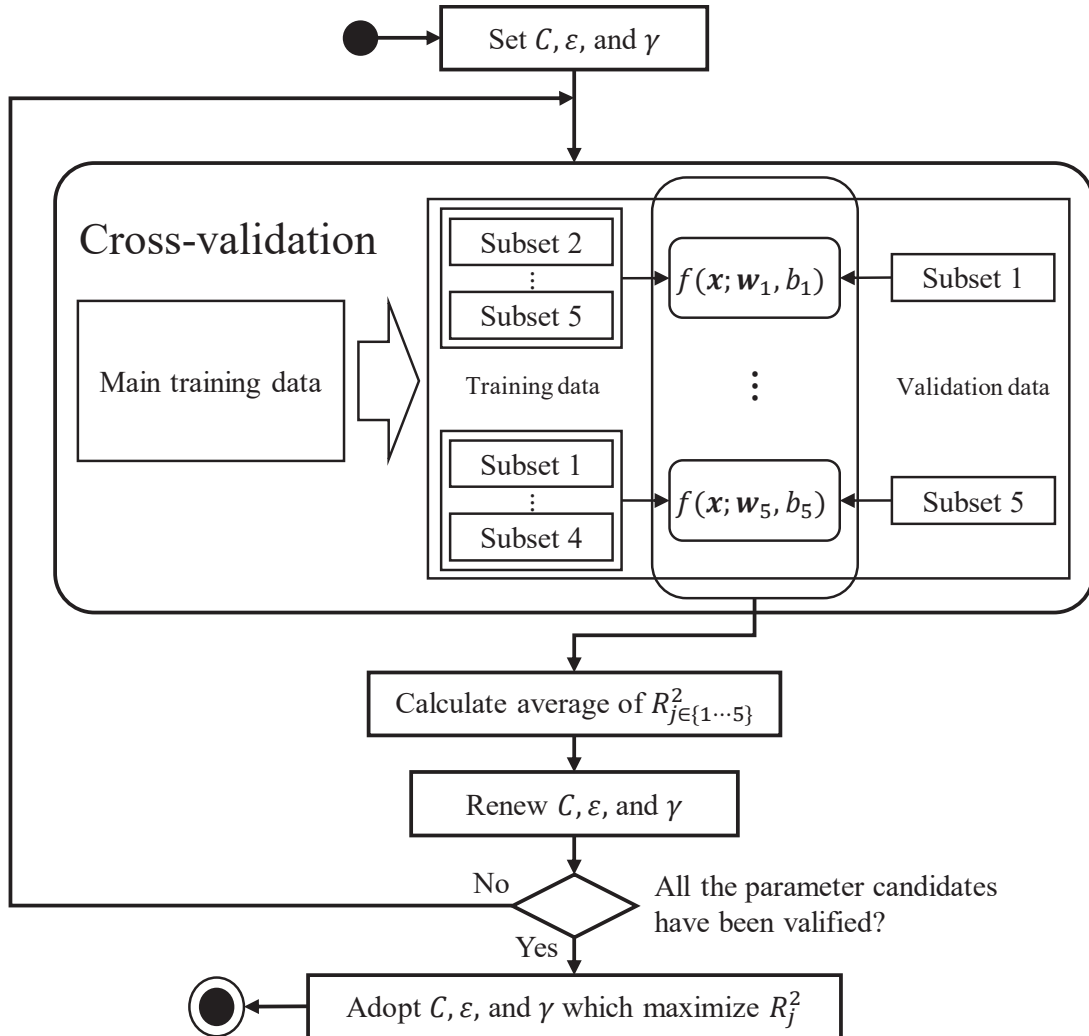 Set C, ε, and γ
Cross-validation
Main training data
Subset 2
⋮
Subset 5
Training data
Subset 1
⋮
Subset 4
f(x; w₁, b₁)
⋮
f(x; w₅, b₅)
Subset 1
Validation data
Subset 5
Calculate average of R²_{j∈{1⋯5}}
Renew C, ε, and γ
No
All the parameter candidates
have been valified?
Yes
Adopt C, ε, and γ which maximize R²_j